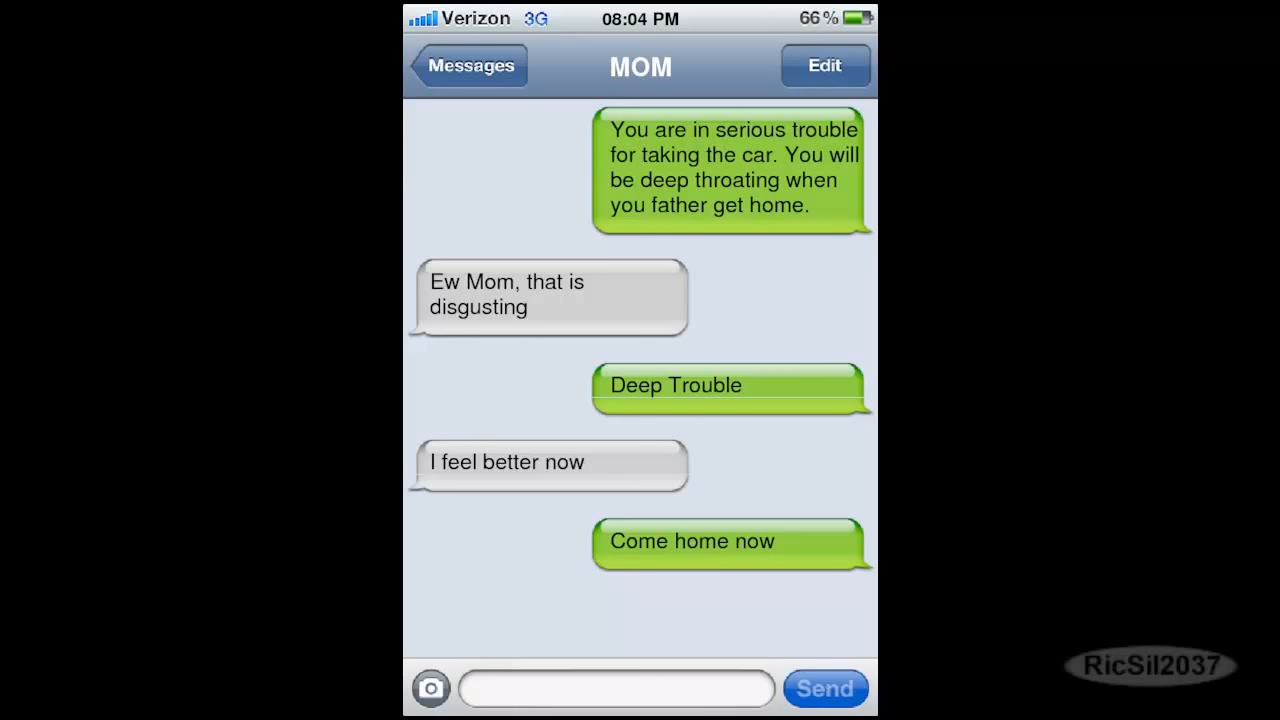 Verizon 3G 08:04 PM 66%
Messages MOM Edit
You are in serious trouble
for taking the car. You will
be deep throating when
you father get home.
Ew Mom, that is
disgusting
Deep Trouble
I feel better now
Come home now
Send
RicSil2037